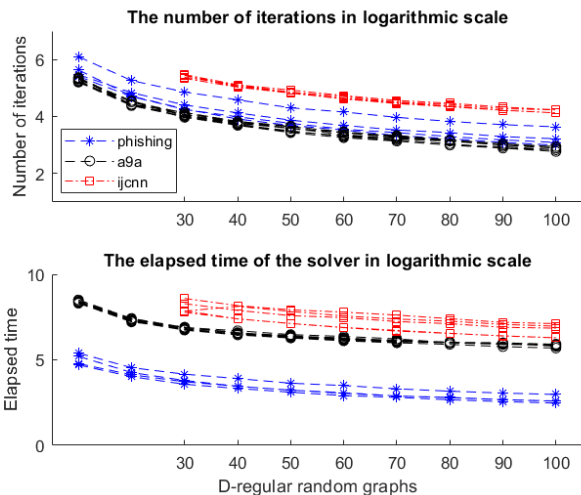 The number of iterations in logarithmic scale
Number of iterations
6
4
2
phishing
a9a
ijcnn
30 40 50 60 70 80 90 100
The elapsed time of the solver in logarithmic scale
Elapsed time
10
5
0
30 40 50 60 70 80 90 100
D-regular random graphs